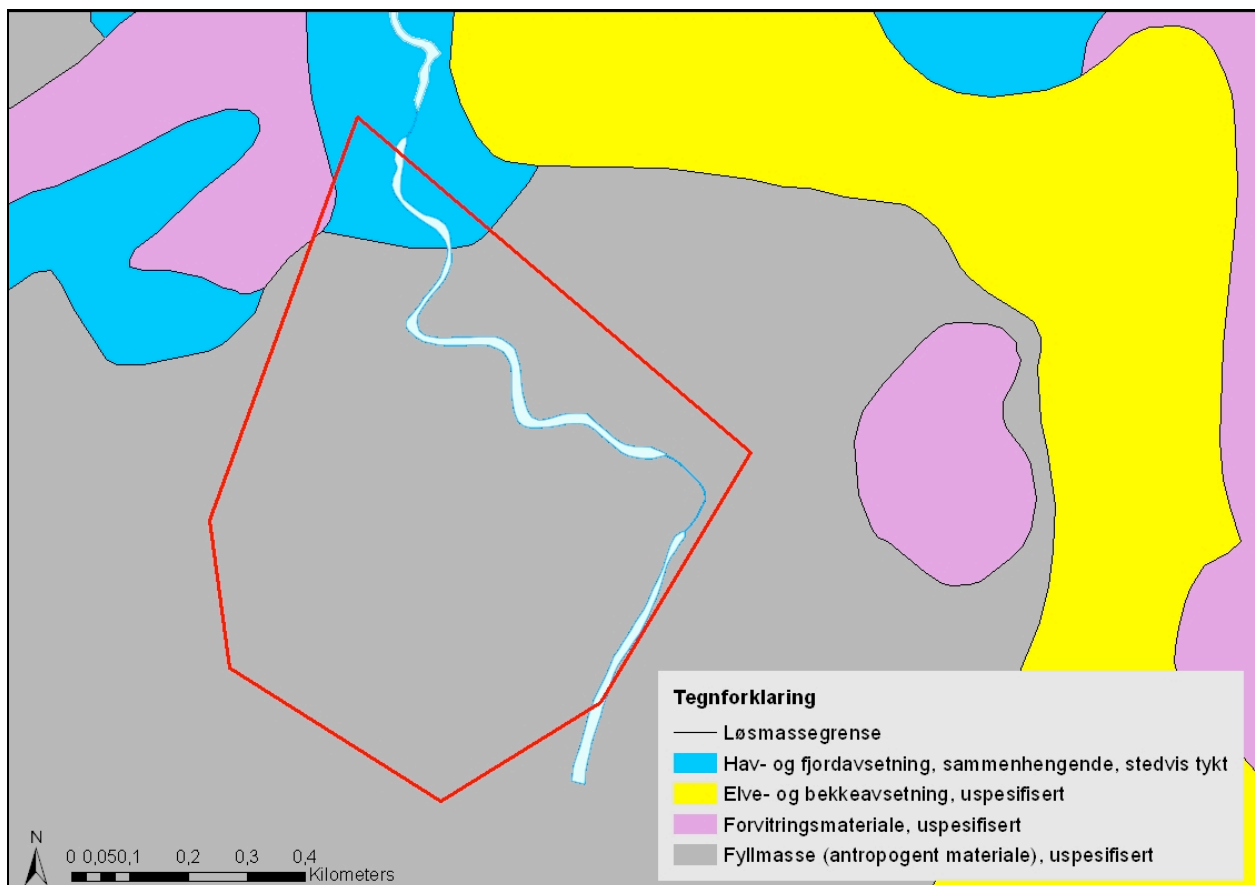 Tegnforklaring
Løsmassegrense
Hav- og fjordavsetning, sammenhengende, stedvis tykt
Elve- og bekkeavsetning, uspesifisert
Forvitringsmateriale, uspesifisert
Fyllmasse (antropogent materiale), uspesifisert
N
0 0,050,1 0,2 0,3 0,4
Kilometers